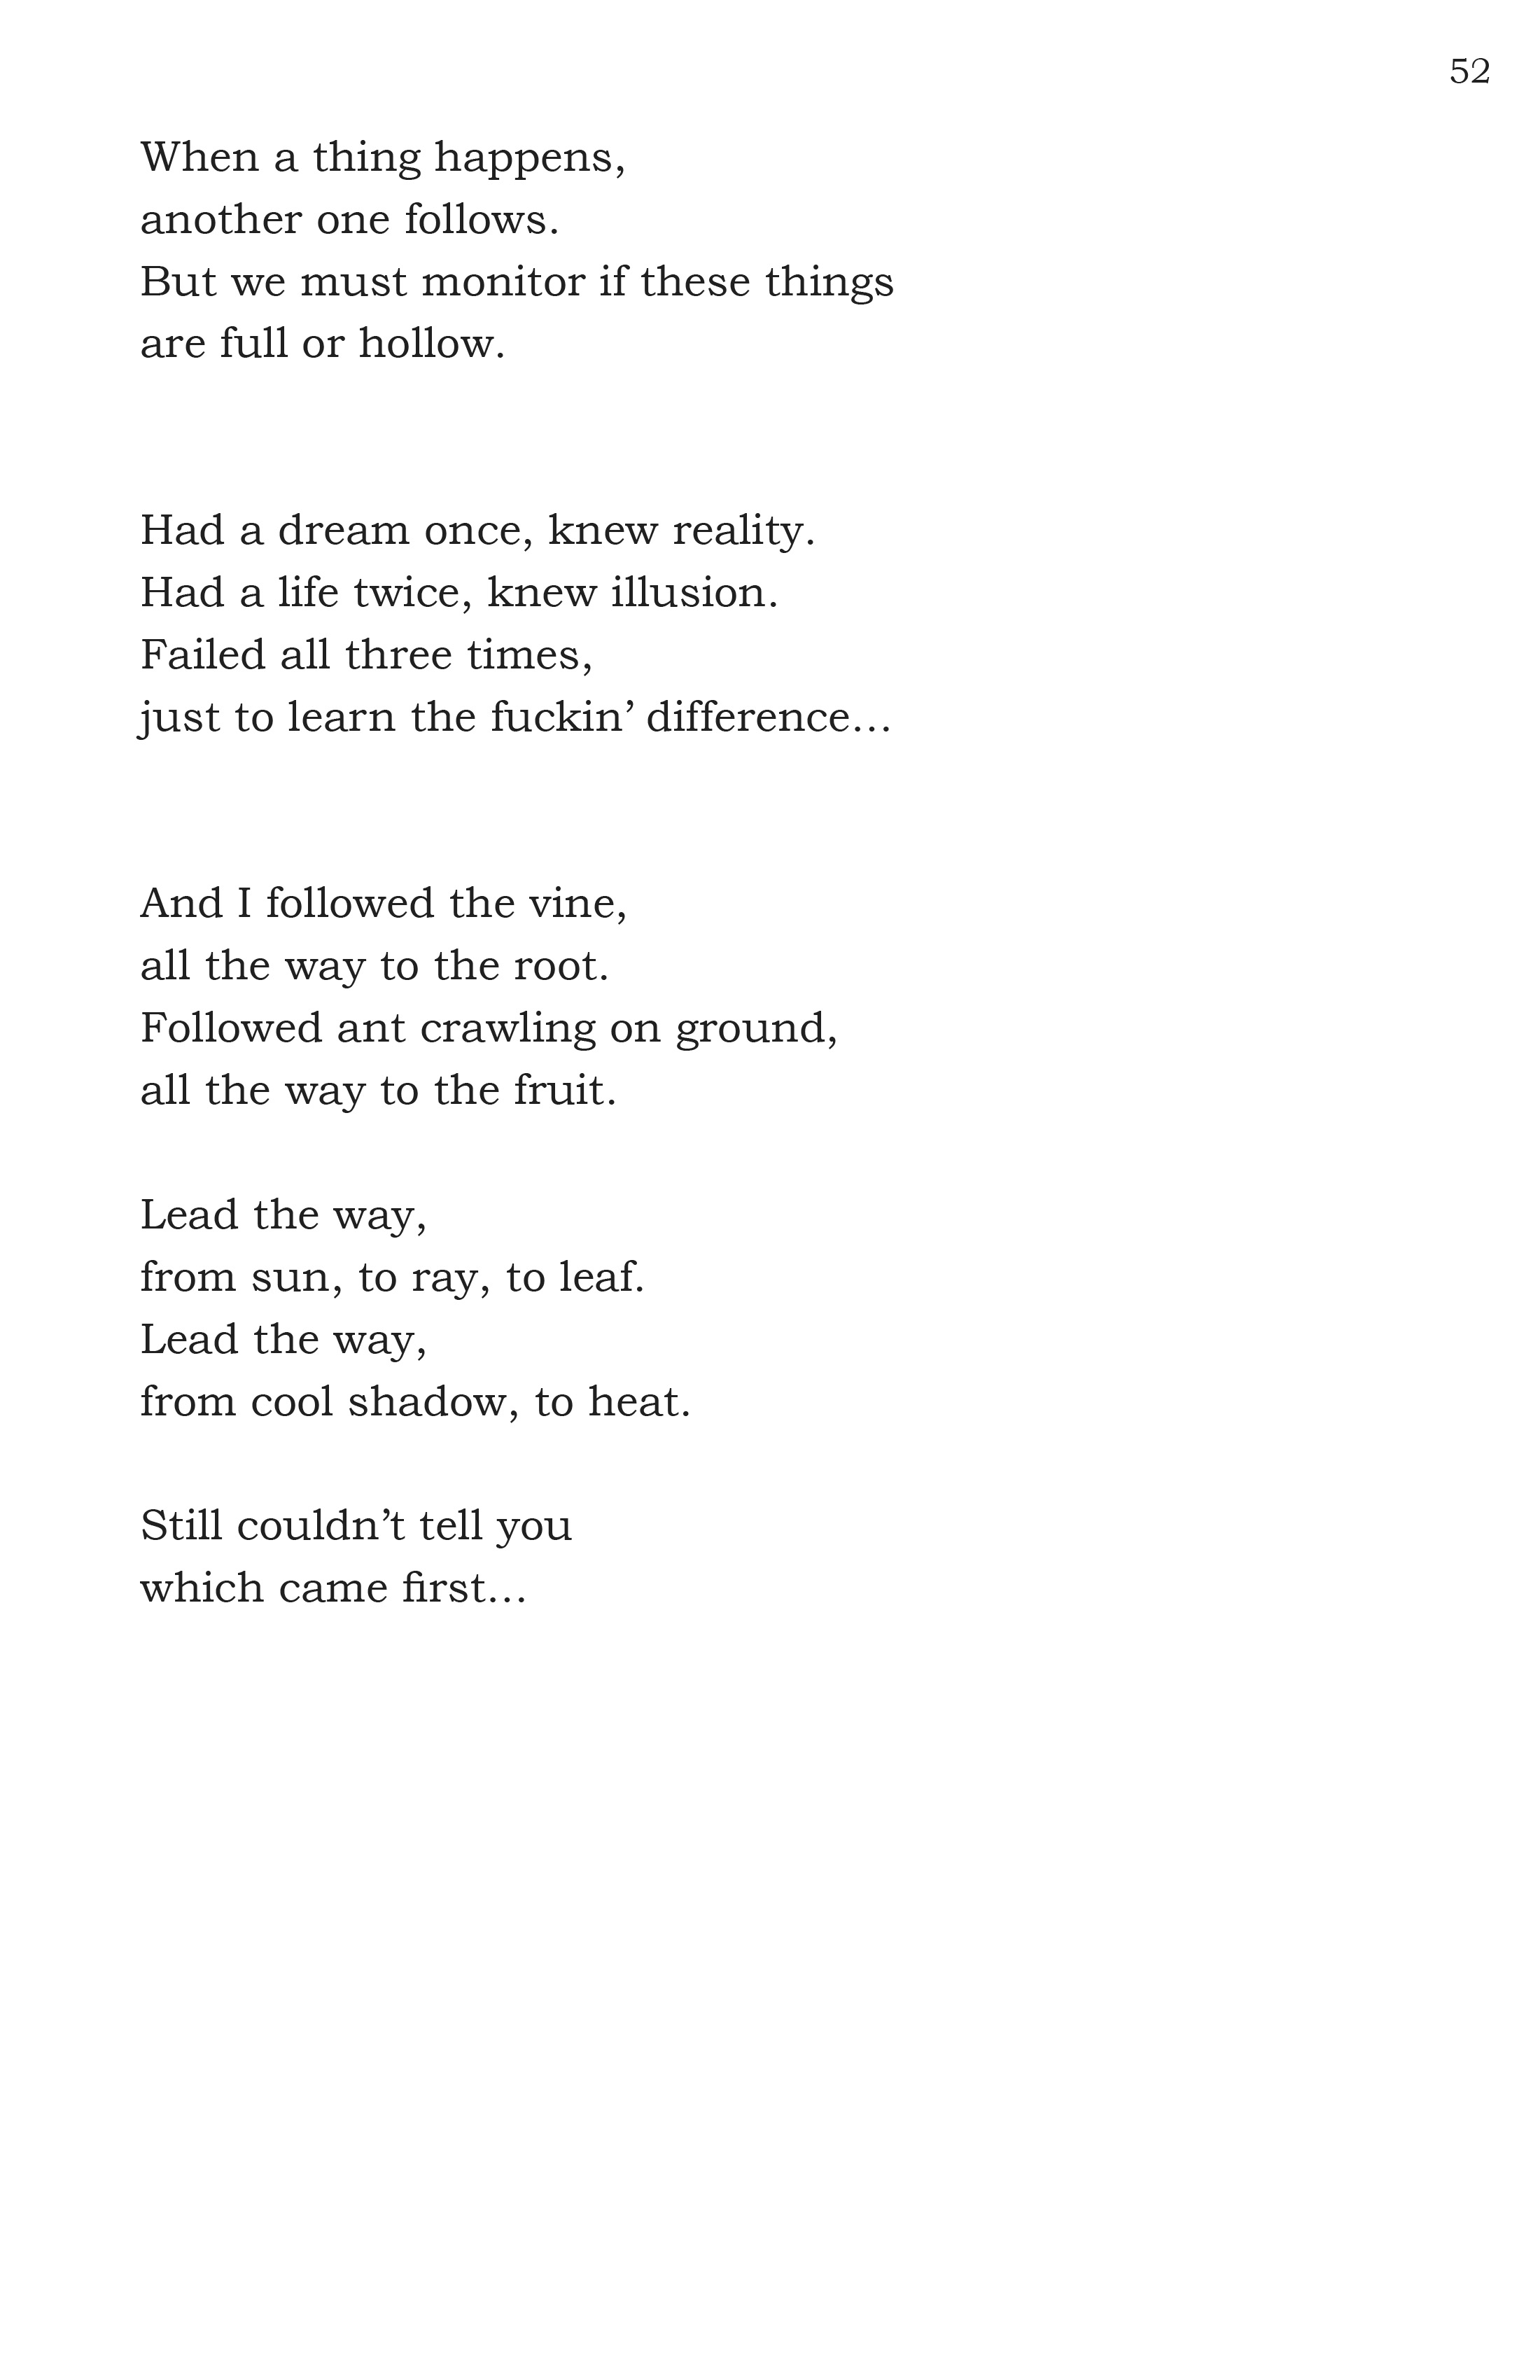 52
When a thing happens,
another one follows.
But we must monitor if these things
are full or hollow.
Had a dream once, knew reality.
Had a life twice, knew illusion.
Failed all three times,
just to learn the fuckin’ difference…
And I followed the vine,
all the way to the root.
Followed ant crawling on ground,
all the way to the fruit.
Lead the way,
from sun, to ray, to leaf.
Lead the way,
from cool shadow, to heat.
Still couldn’t tell you
which came first…